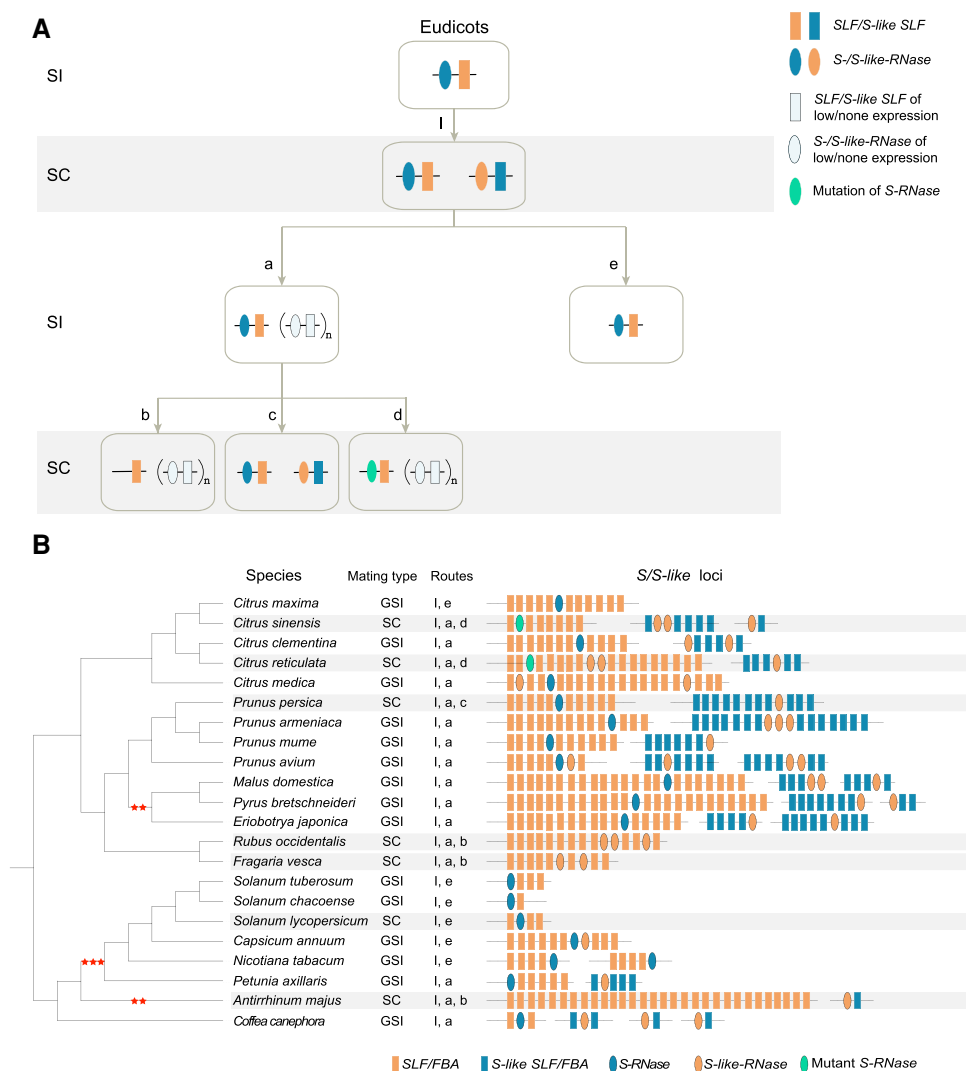 A
Eudicots
SI
I
SC
a
e
SI
n
b
c
d
SC
n
n
SLF/S-like SLF
S-/S-like-RNase
SLF/S-like SLF of
low/none expression
S-/S-like-RNase of
low/none expression
Mutation of S-RNase
B
Species Mating type Routes S/S-like loci
Citrus maxima GSI I, e
Citrus sinensis SC I, a, d
Citrus clementina GSI I, a
Citrus reticulata SC I, a, d
Citrus medica GSI I, a
Prunus persica SC I, a, c
Prunus armeniaca GSI I, a
Prunus mume GSI I, a
Prunus avium GSI I, a
Malus domestica GSI I, a
Pyrus bretschneideri GSI I, a
Eriobotrya japonica GSI I, a
Rubus occidentalis SC I, a, b
Fragaria vesca SC I, a, b
Solanum tuberosum GSI I, e
Solanum chacoense GSI I, e
Solanum lycopersicum SC I, e
Capsicum annuum GSI I, e
Nicotiana tabacum GSI I, e
Petunia axillaris GSI I, a
Antirrhinum majus SC I, a, b
Coffea canephora GSI I, a
SLF/FBA S-like SLF/FBA S-RNase S-like-RNase Mutant S-RNase